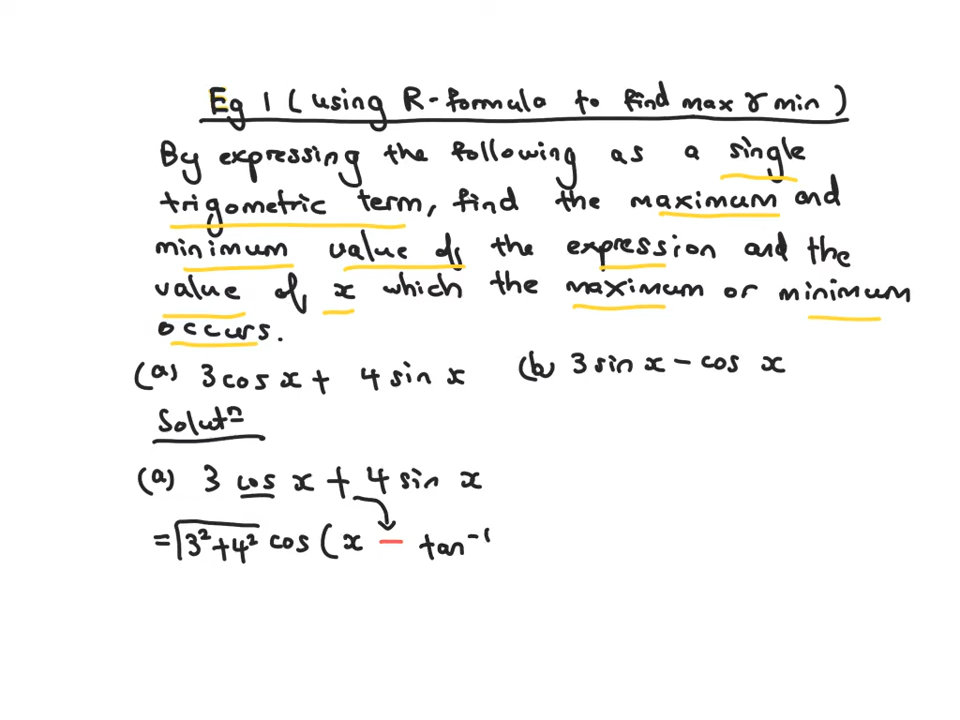 Eg 1 (using R-formula to find max & min)
By expressing the following as a single
trigometric term, find the maximum and
minimum value of the expression and the
value of x which the maximum or minimum
occurs.
(a) 3 cos x + 4 sin x (b) 3 sin x - cos x
Solutⁿ
(a) 3 cos x + 4 sin x
= √3²+4² cos (x - tan⁻¹